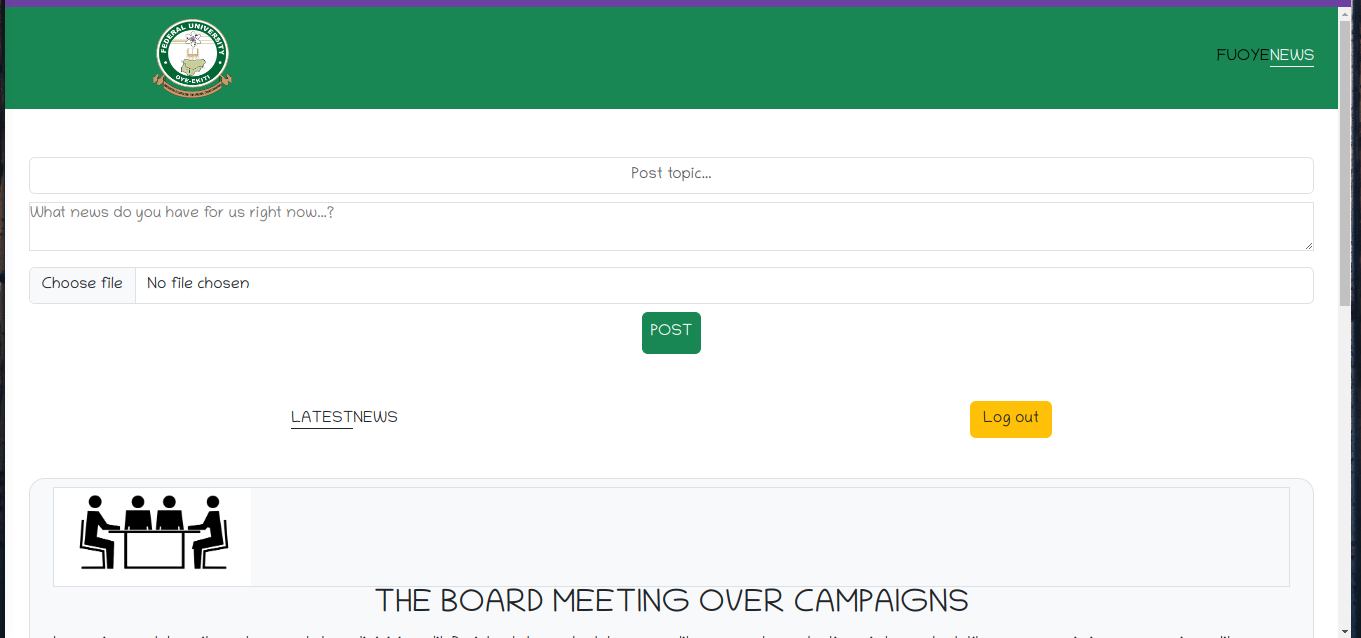 FEDERAL UNIVERSITY
OYE-EKITI
FUOYENEWS
Post topic...
What news do you have for us right now...?
Choose file
No file chosen
POST
LATESTNEWS
Log out
THE BOARD MEETING OVER CAMPAIGNS